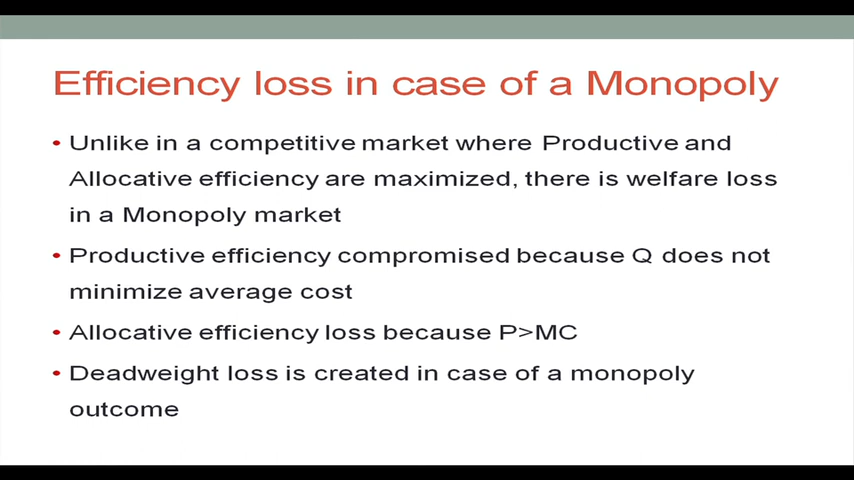 Efficiency loss in case of a Monopoly
• Unlike in a competitive market where Productive and
Allocative efficiency are maximized, there is welfare loss
in a Monopoly market
• Productive efficiency compromised because Q does not
minimize average cost
• Allocative efficiency loss because P>MC
• Deadweight loss is created in case of a monopoly
outcome